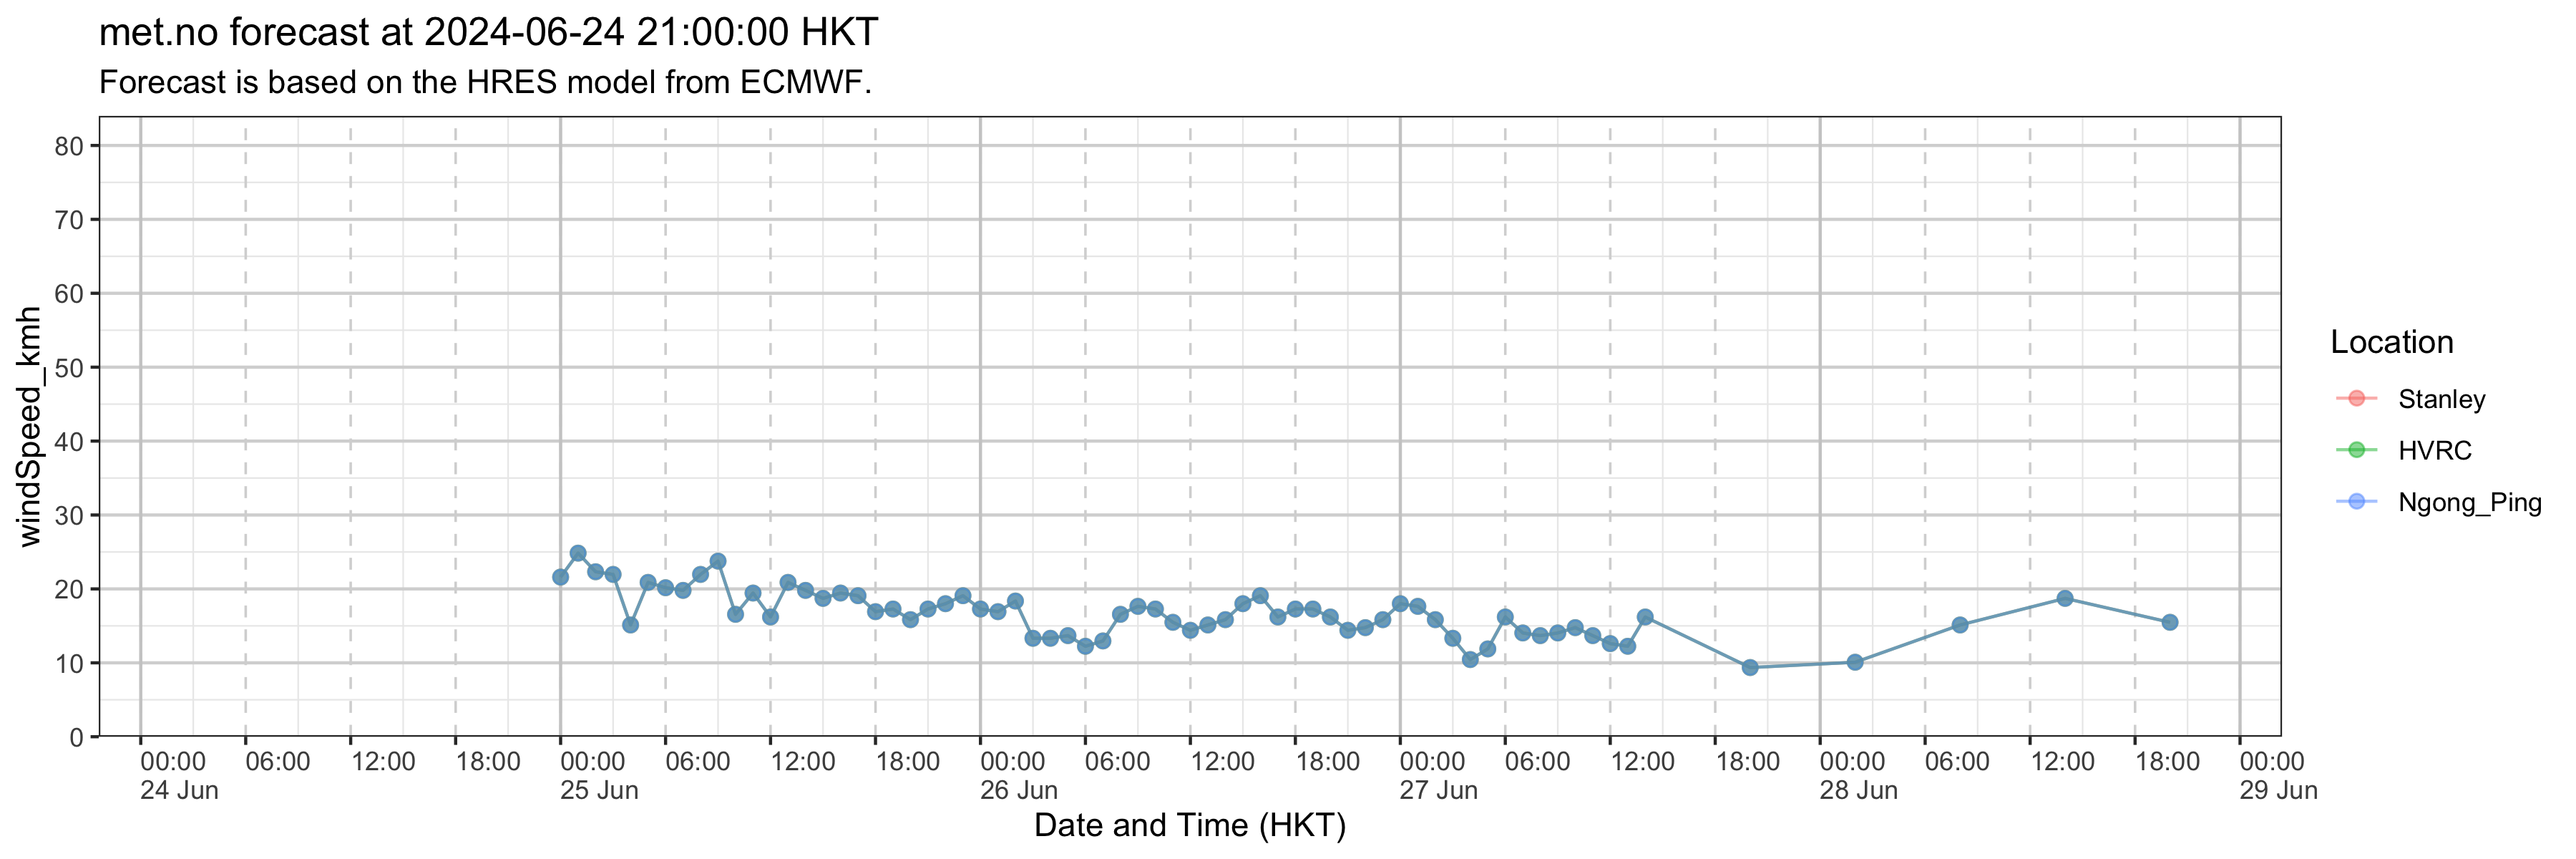 met.no forecast at 2024-06-24 21:00:00 HKT
Forecast is based on the HRES model from ECMWF.
windSpeed_kmh
80
70
60
50
40
30
20
10
0
00:00 06:00 12:00 18:00 00:00 06:00 12:00 18:00 00:00 06:00 12:00 18:00 00:00 06:00 12:00 18:00 00:00 06:00 12:00 18:00 00:00
24 Jun 25 Jun 26 Jun 27 Jun 28 Jun 29 Jun
Date and Time (HKT)
Location
Stanley
HVRC
Ngong_Ping